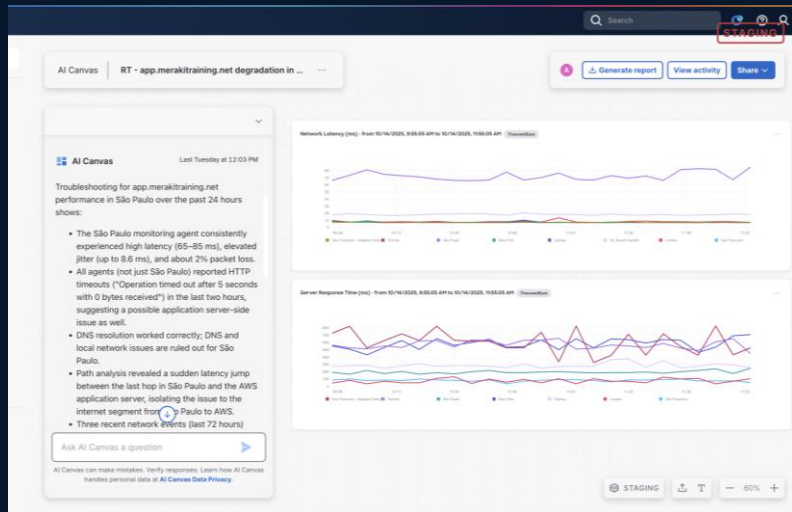 Search
STAGING
AI Canvas
RT - app.merakitraining.net degradation in ...
A
Generate report
View activity
Share
AI Canvas
Last Tuesday at 12:03 PM
Troubleshooting for app.merakitraining.net
performance in São Paulo over the past 24 hours
shows:
• The São Paulo monitoring agent consistently
experienced high latency (65–85 ms), elevated
jitter (up to 8.6 ms), and about 2% packet loss.
• All agents (not just São Paulo) reported HTTP
timeouts ("Operation timed out after 5 seconds
with 0 bytes received") in the last two hours,
suggesting a possible application server-side
issue as well.
• DNS resolution worked correctly; DNS and
local network issues are ruled out for São
Paulo.
• Path analysis revealed a sudden latency jump
between the last hop in São Paulo and the AWS
application server, isolating the issue to the
internet segment from Paulo to AWS.
• Three recent network events (last 72 hours)
Ask AI Canvas a question
AI Canvas can make mistakes. Verify responses. Learn how AI Canvas
handles personal data at AI Canvas Data Privacy.
Network Latency (ms) - from 10/14/2025, 9:55:05 AM to 10/14/2025, 11:55:05 AM ThousandEyes
Server Response Time (ms) - from 10/14/2025, 9:55:05 AM to 10/14/2025, 11:55:05 AM ThousandEyes
STAGING
T
60%